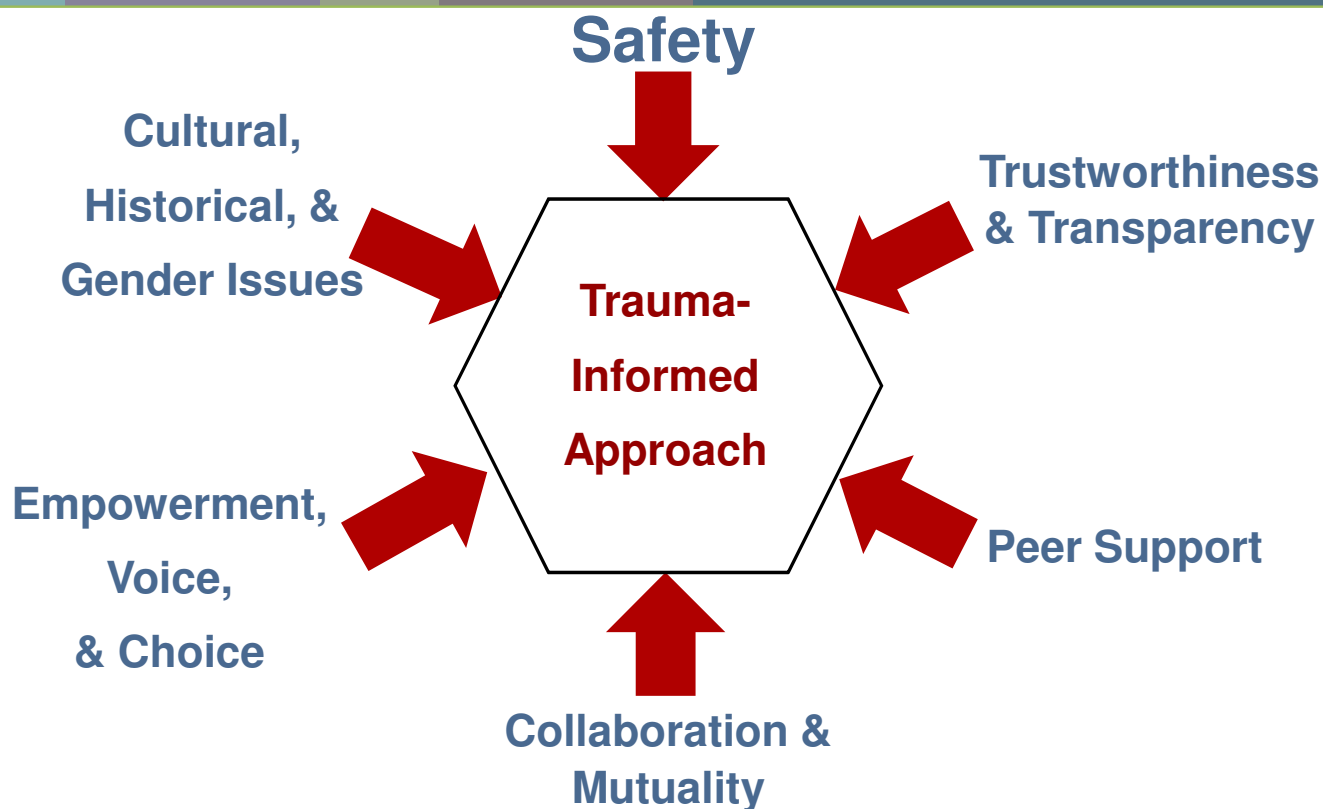 Safety
Cultural,
Historical, &
Gender Issues
Trustworthiness
& Transparency
Trauma-
Informed
Approach
Empowerment,
Voice,
& Choice
Peer Support
Collaboration &
Mutuality